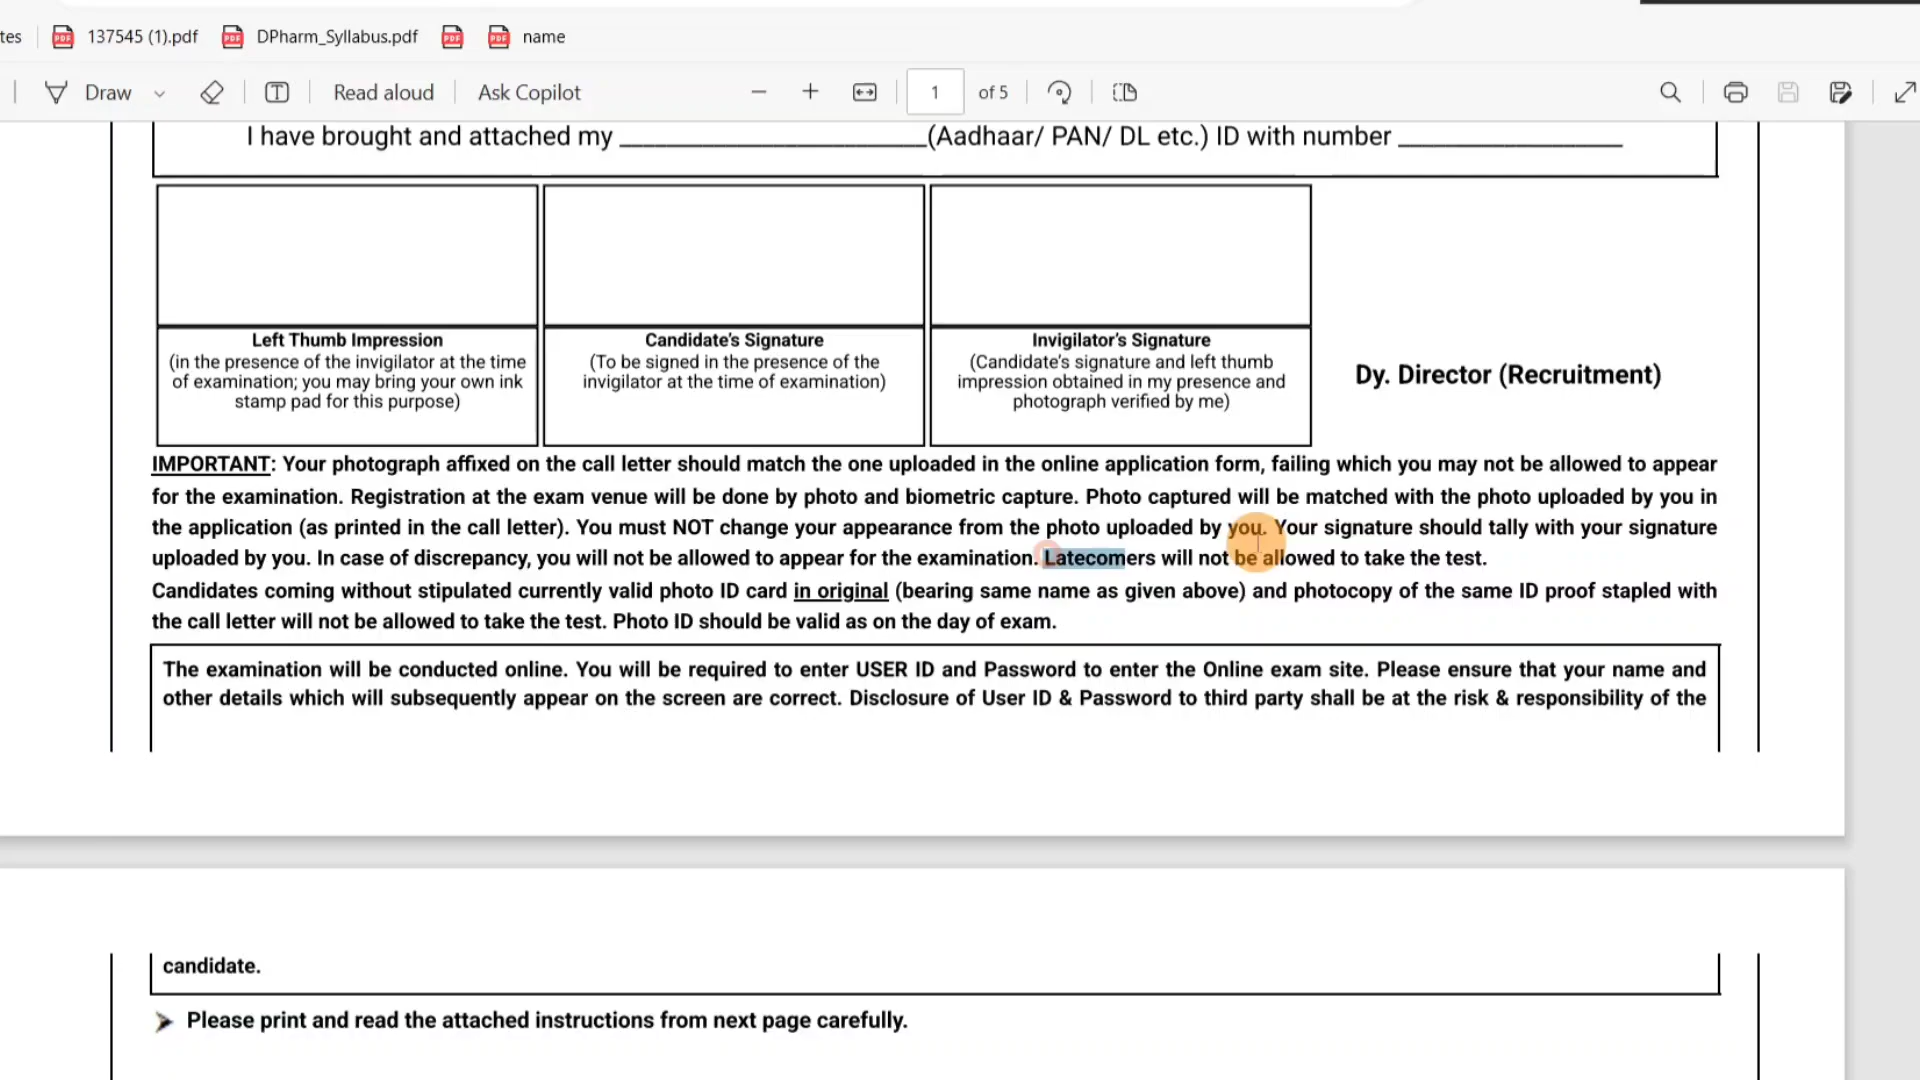 tes 137545 (1).pdf DPharm_Syllabus.pdf name
Draw Read aloud Ask Copilot 1 of 5
I have brought and attached my ______________________(Aadhaar/ PAN/ DL etc.) ID with number ________________
Left Thumb Impression
(in the presence of the invigilator at the time
of examination; you may bring your own ink
stamp pad for this purpose)
Candidate's Signature
(To be signed in the presence of the
invigilator at the time of examination)
Invigilator's Signature
(Candidate's signature and left thumb
impression obtained in my presence and
photograph verified by me)
Dy. Director (Recruitment)
IMPORTANT: Your photograph affixed on the call letter should match the one uploaded in the online application form, failing which you may not be allowed to appear
for the examination. Registration at the exam venue will be done by photo and biometric capture. Photo captured will be matched with the photo uploaded by you in
the application (as printed in the call letter). You must NOT change your appearance from the photo uploaded by you. Your signature should tally with your signature
uploaded by you. In case of discrepancy, you will not be allowed to appear for the examination. Latecomers will not be allowed to take the test.
Candidates coming without stipulated currently valid photo ID card in original (bearing same name as given above) and photocopy of the same ID proof stapled with
the call letter will not be allowed to take the test. Photo ID should be valid as on the day of exam.
The examination will be conducted online. You will be required to enter USER ID and Password to enter the Online exam site. Please ensure that your name and
other details which will subsequently appear on the screen are correct. Disclosure of User ID & Password to third party shall be at the risk & responsibility of the
candidate.
➤ Please print and read the attached instructions from next page carefully.